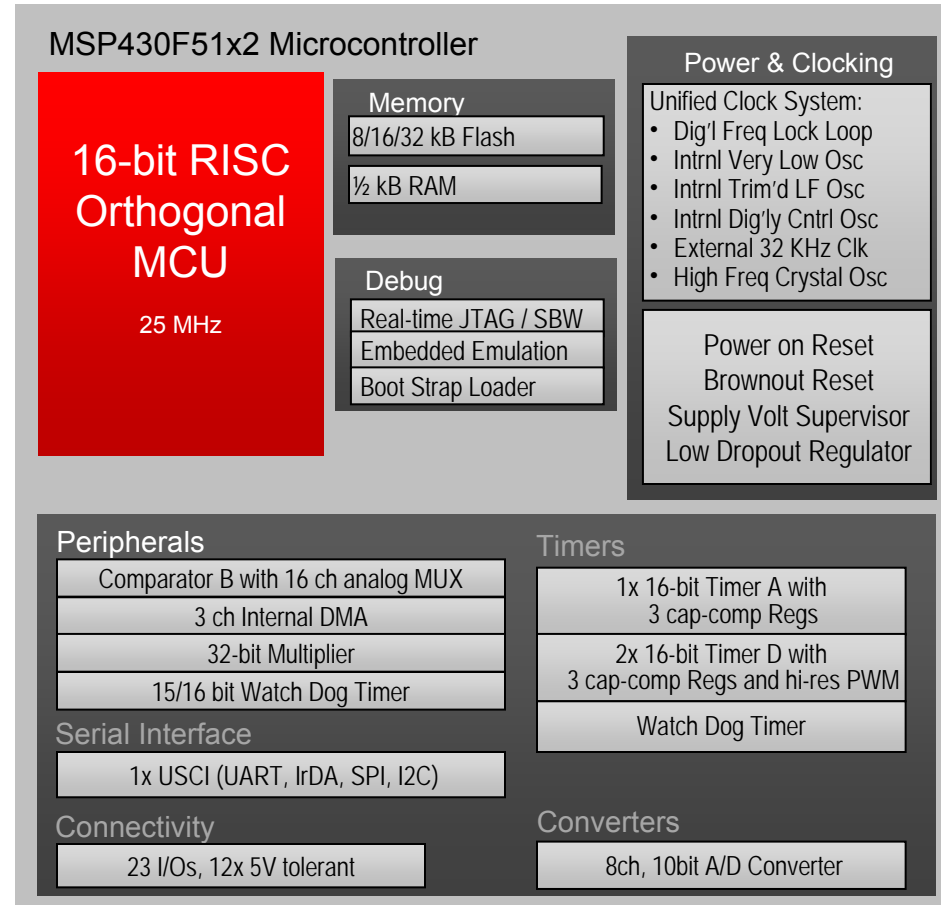 MSP430F51x2 Microcontroller
16-bit RISC
Orthogonal
MCU
25 MHz
Memory
8/16/32 kB Flash
½ kB RAM
Debug
Real-time JTAG / SBW
Embedded Emulation
Boot Strap Loader
Power & Clocking
Unified Clock System:
• Dig'l Freq Lock Loop
• Intrnl Very Low Osc
• Intrnl Trim'd LF Osc
• Intrnl Dig'ly Cntrl Osc
• External 32 KHz Clk
• High Freq Crystal Osc
Power on Reset
Brownout Reset
Supply Volt Supervisor
Low Dropout Regulator
Peripherals
Comparator B with 16 ch analog MUX
3 ch Internal DMA
32-bit Multiplier
15/16 bit Watch Dog Timer
Serial Interface
1x USCI (UART, IrDA, SPI, I2C)
Connectivity
23 I/Os, 12x 5V tolerant
Timers
1x 16-bit Timer A with
3 cap-comp Regs
2x 16-bit Timer D with
3 cap-comp Regs and hi-res PWM
Watch Dog Timer
Converters
8ch, 10bit A/D Converter